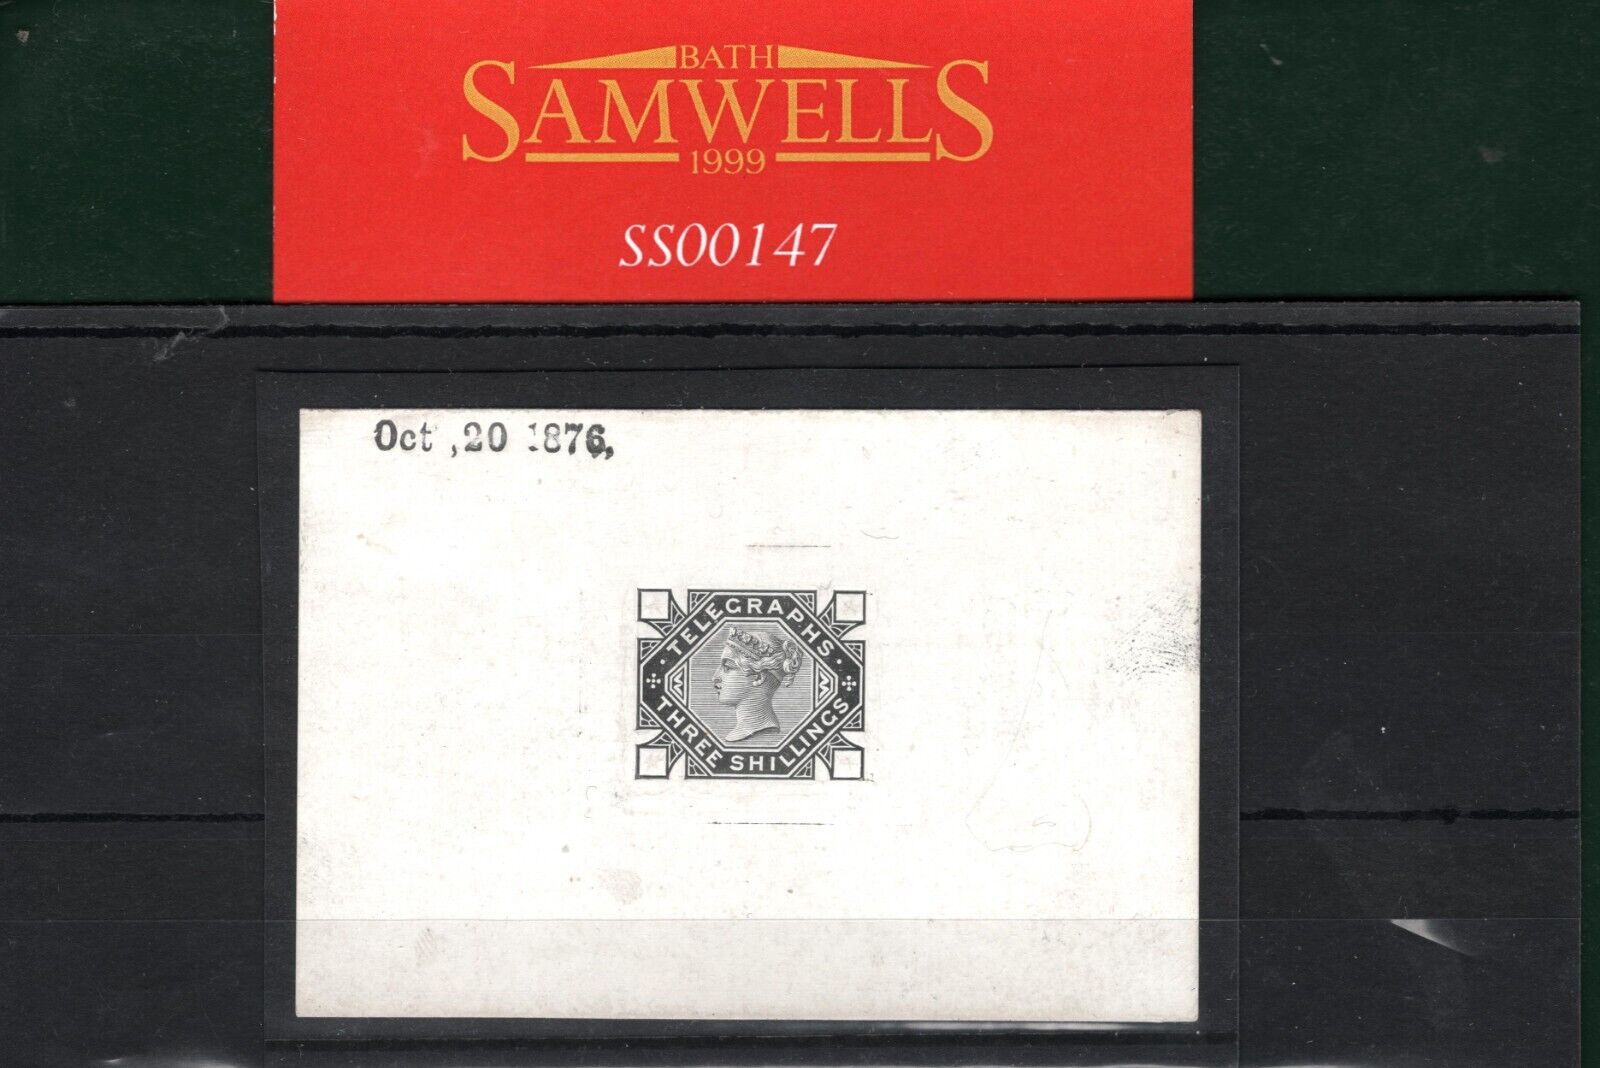 BATH
SAMWELLS
1999
SS00147
Oct ,20 1876,
TELEGRAPHS
THREE SHILLINGS